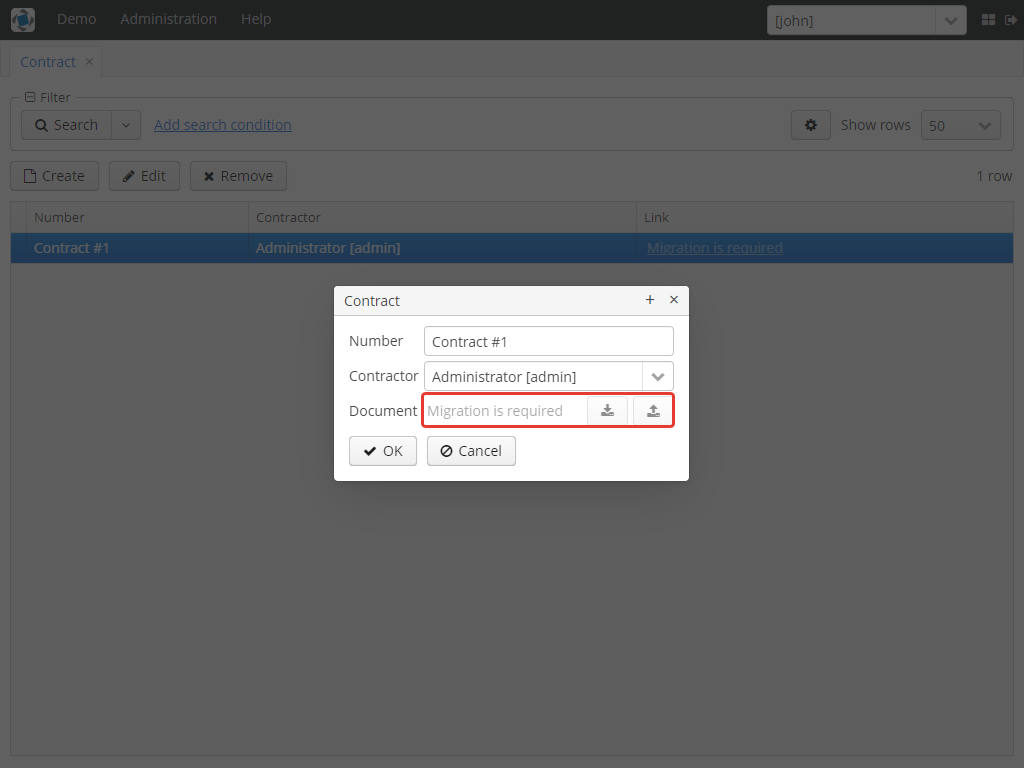 Demo Administration Help [john]
Contract ×
Filter
Search Add search condition Show rows 50
Create Edit Remove 1 row
Number Contractor Link
Contract #1 Administrator [admin] Migration is required
Contract + ×
Number Contract #1
Contractor Administrator [admin]
Document Migration is required
OK Cancel